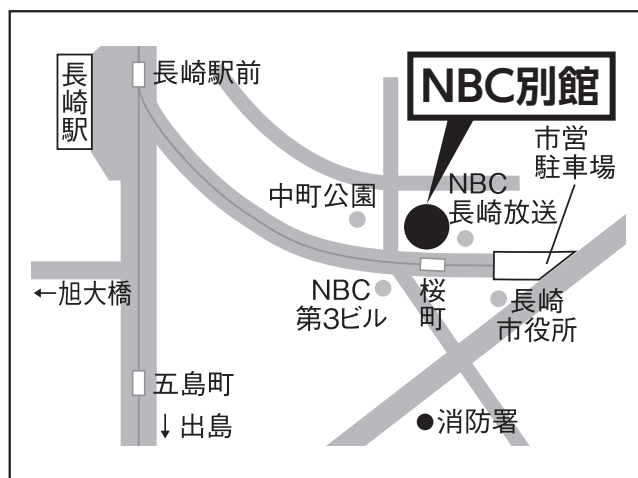 長崎駅
長崎駅前
NBC別館
市営
駐車場
中町公園
NBC
長崎放送
←旭大橋
NBC
第3ビル
桜町
長崎
市役所
五島町
↓出島
消防署